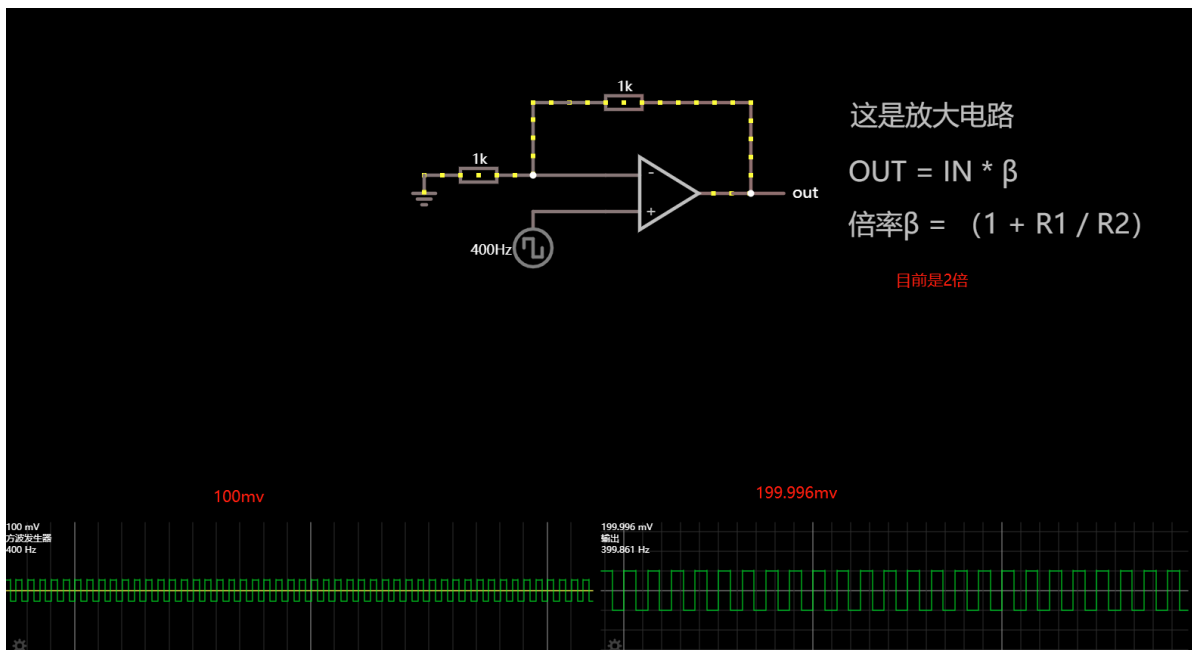 1k
这是放大电路
1k
OUT = IN * β
-
out
+
倍率β = （1 + R1 / R2）
400Hz
目前是2倍
100mv
199.996mv
100 mV
方波发生器
400 Hz
199.996 mV
输出
399.861 Hz